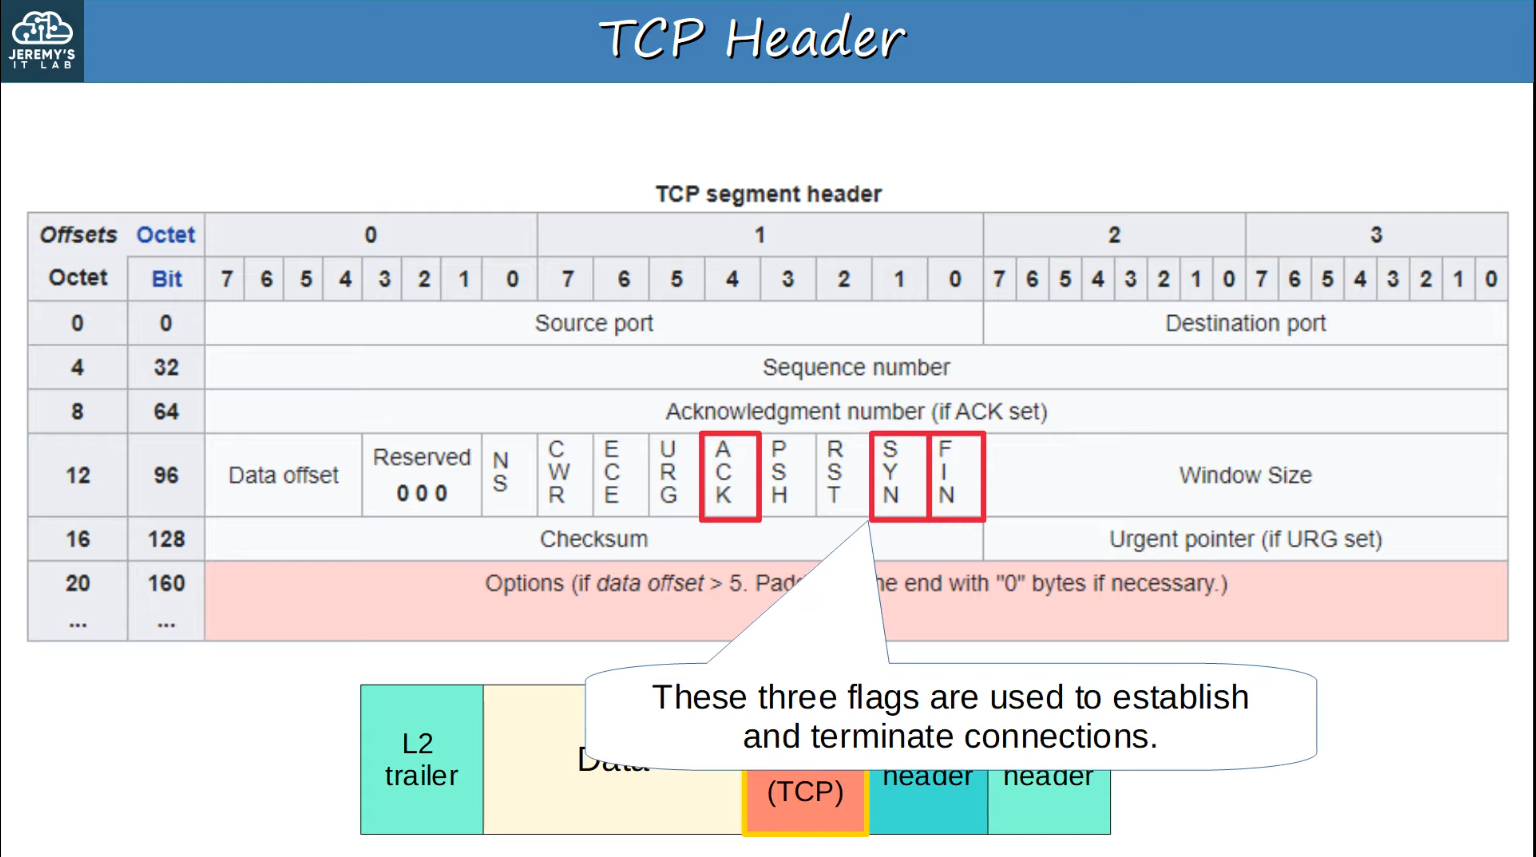 JEREMY'S
IT LAB
TCP Header
TCP segment header
Offsets Octet 0 1 2 3
Octet Bit 7 6 5 4 3 2 1 0 7 6 5 4 3 2 1 0 7 6 5 4 3 2 1 0 7 6 5 4 3 2 1 0
0 0 Source port Destination port
4 32 Sequence number
8 64 Acknowledgment number (if ACK set)
12 96 Data offset Reserved 0 0 0 NS CWR ECE URG ACK PSH RST SYN FIN Window Size
16 128 Checksum Urgent pointer (if URG set)
20 160 Options (if data offset > 5. end with "0" bytes if necessary.)
... ...
These three flags are used to establish
and terminate connections.
L2
trailer
Data
(TCP)
header
header